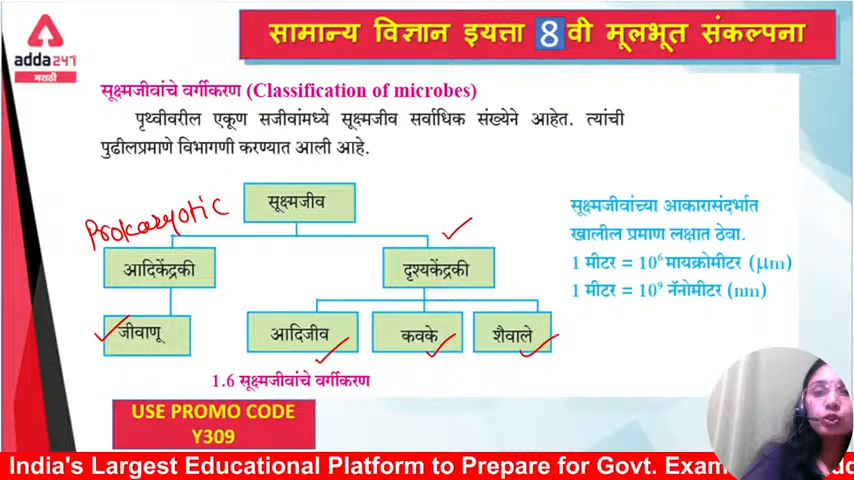 सामान्य विज्ञान इयत्ता 8 वी मूलभूत संकल्पना
adda247
मराठी
सूक्ष्मजीवांचे वर्गीकरण (Classification of microbes)
पृथ्वीवरील एकूण सजीवांमध्ये सूक्ष्मजीव सर्वाधिक संख्येने आहेत. त्यांची
पुढीलप्रमाणे विभागणी करण्यात आली आहे.
सूक्ष्मजीव
Prokaryotic
आदिकेंद्रकी
दृश्यकेंद्रकी
जीवाणू
आदिजीव
कवके
शैवाले
1.6 सूक्ष्मजीवांचे वर्गीकरण
सूक्ष्मजीवांच्या आकारासंदर्भात
खालील प्रमाण लक्षात ठेवा.
1 मीटर = 10⁶ मायक्रोमीटर (μm)
1 मीटर = 10⁹ नॅनोमीटर (nm)
USE PROMO CODE
Y309
India's Largest Educational Platform to Prepare for Govt. Exam